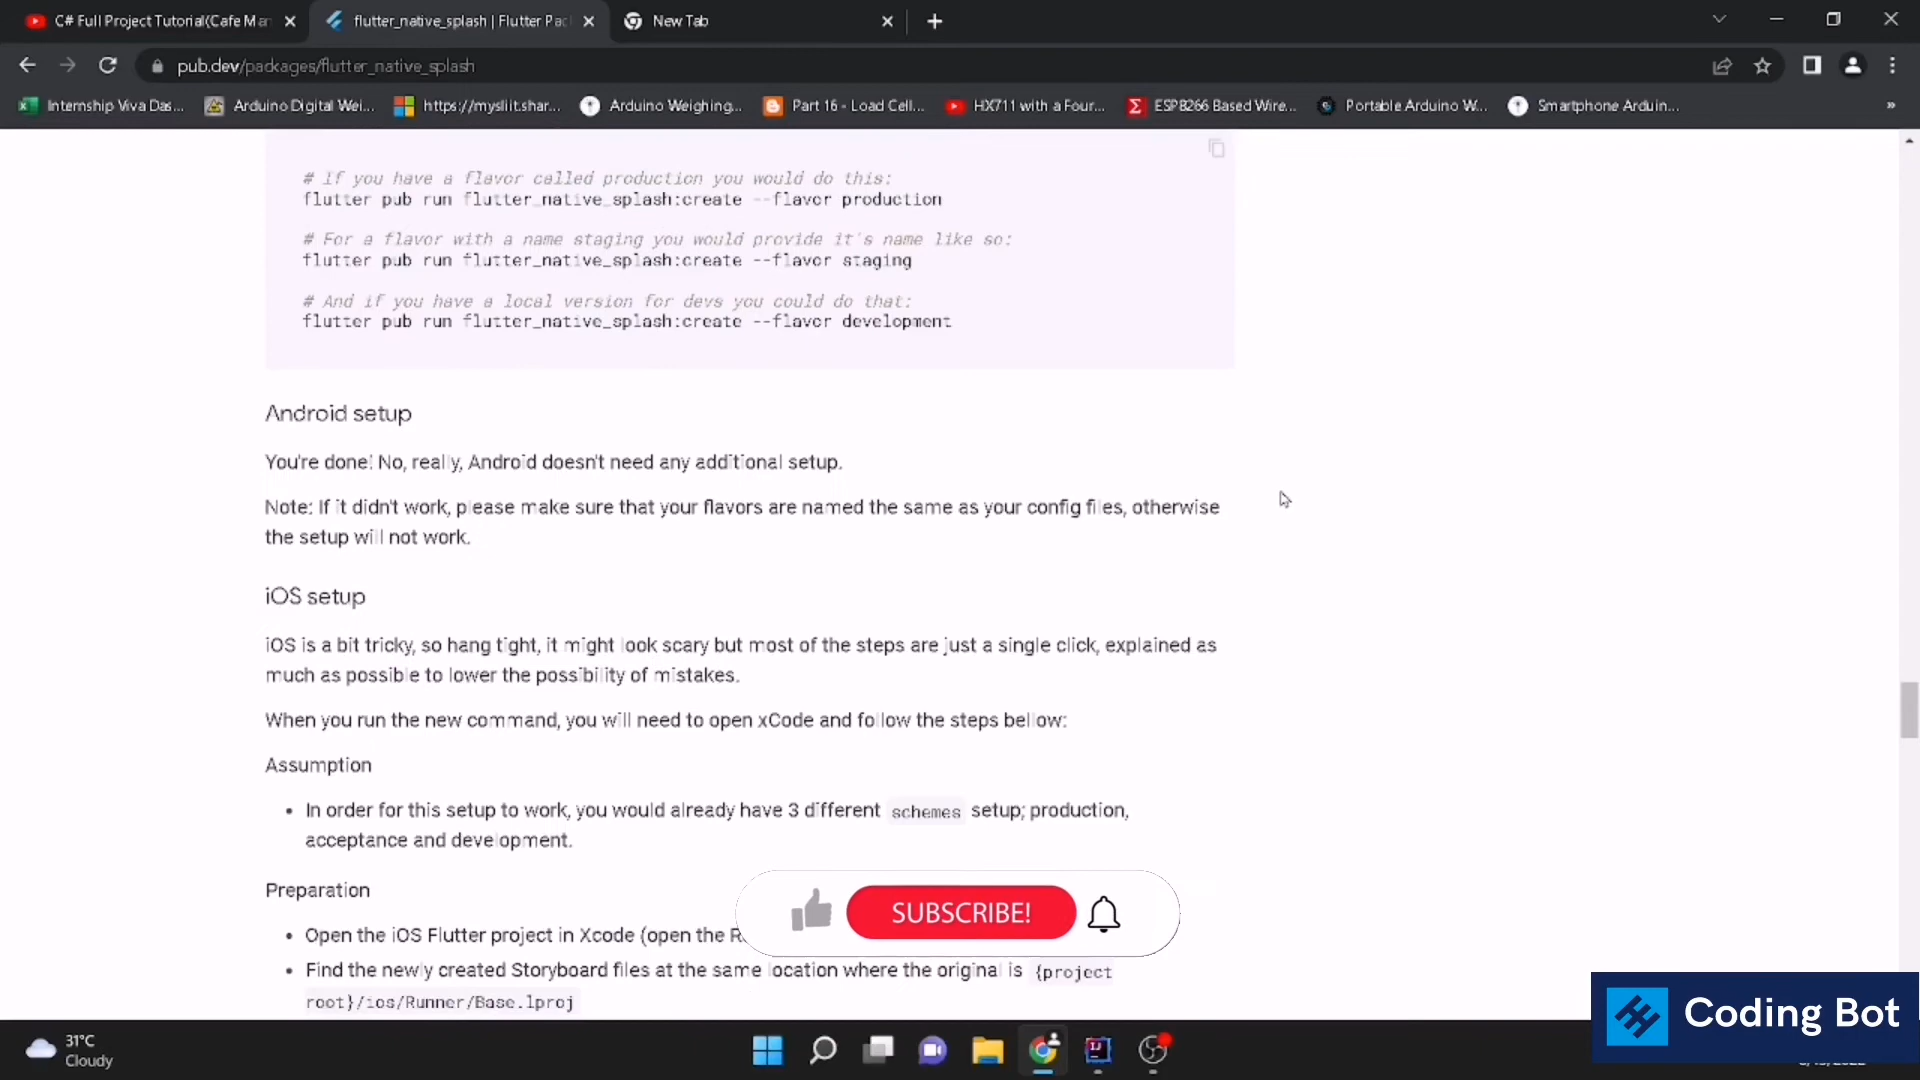 C# Full Project Tutorial(Cafe Mar
flutter_native_splash | Flutter Pac
New Tab
pub.dev/packages/flutter_native_splash
Internship Viva Das...
Arduino Digital Wei...
https://mysliit.shar...
Arduino Weighing...
Part 16 - Load Cell...
HX711 with a Four...
ESP8266 Based Wire...
Portable Arduino W...
Smartphone Arduin...
# If you have a flavor called production you would do this:
flutter pub run flutter_native_splash:create --flavor production
# For a flavor with a name staging you would provide it's name like so:
flutter pub run flutter_native_splash:create --flavor staging
# And if you have a local version for devs you could do that:
flutter pub run flutter_native_splash:create --flavor development
Android setup
You're done! No, really, Android doesn't need any additional setup.
Note: If it didn't work, please make sure that your flavors are named the same as your config files, otherwise
the setup will not work.
iOS setup
iOS is a bit tricky, so hang tight, it might look scary but most of the steps are just a single click, explained as
much as possible to lower the possibility of mistakes.
When you run the new command, you will need to open xCode and follow the steps bellow:
Assumption
• In order for this setup to work, you would already have 3 different schemes setup; production,
acceptance and development.
Preparation
• Open the iOS Flutter project in Xcode (open the R
SUBSCRIBE!
• Find the newly created Storyboard files at the same location where the original is {project
root}/ios/Runner/Base.lproj
Coding Bot
31°C
Cloudy